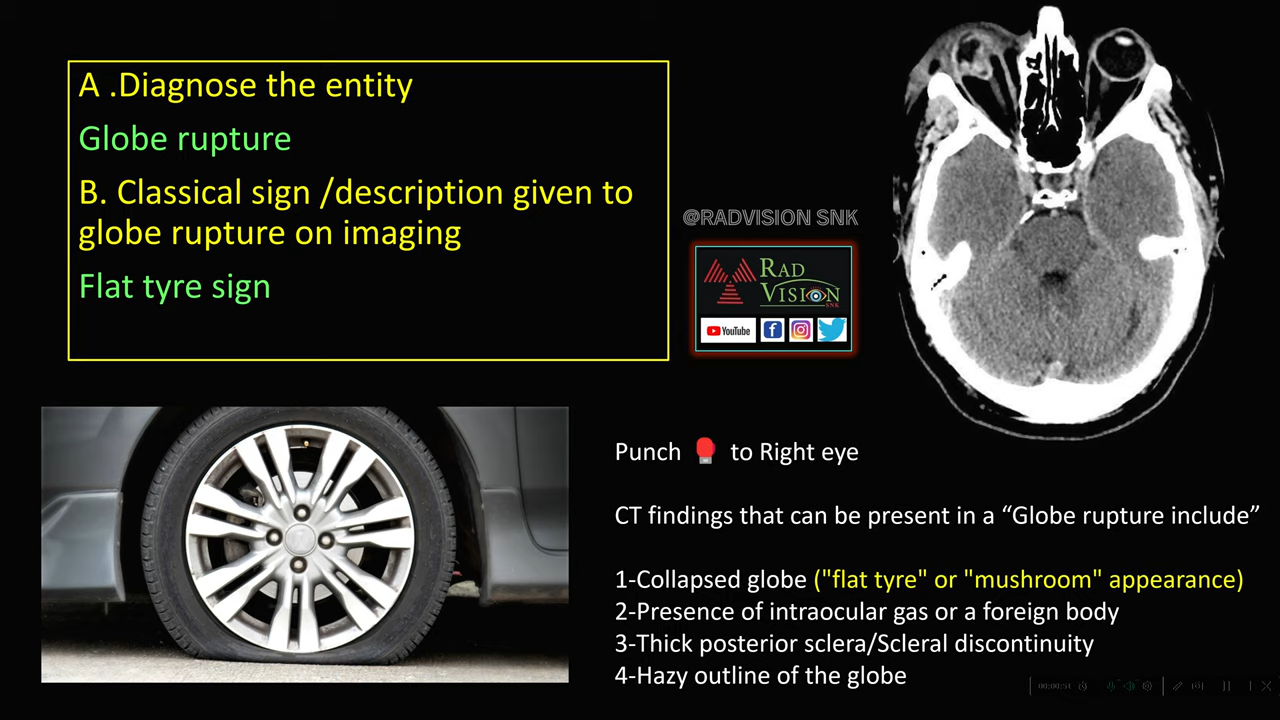 A .Diagnose the entity
Globe rupture
B. Classical sign /description given to
globe rupture on imaging
Flat tyre sign
@RADVISION SNK
RAD
VISION
SNK
YouTube
Punch to Right eye
CT findings that can be present in a “Globe rupture include”
1-Collapsed globe ("flat tyre" or "mushroom" appearance)
2-Presence of intraocular gas or a foreign body
3-Thick posterior sclera/Scleral discontinuity
4-Hazy outline of the globe
00:00:51